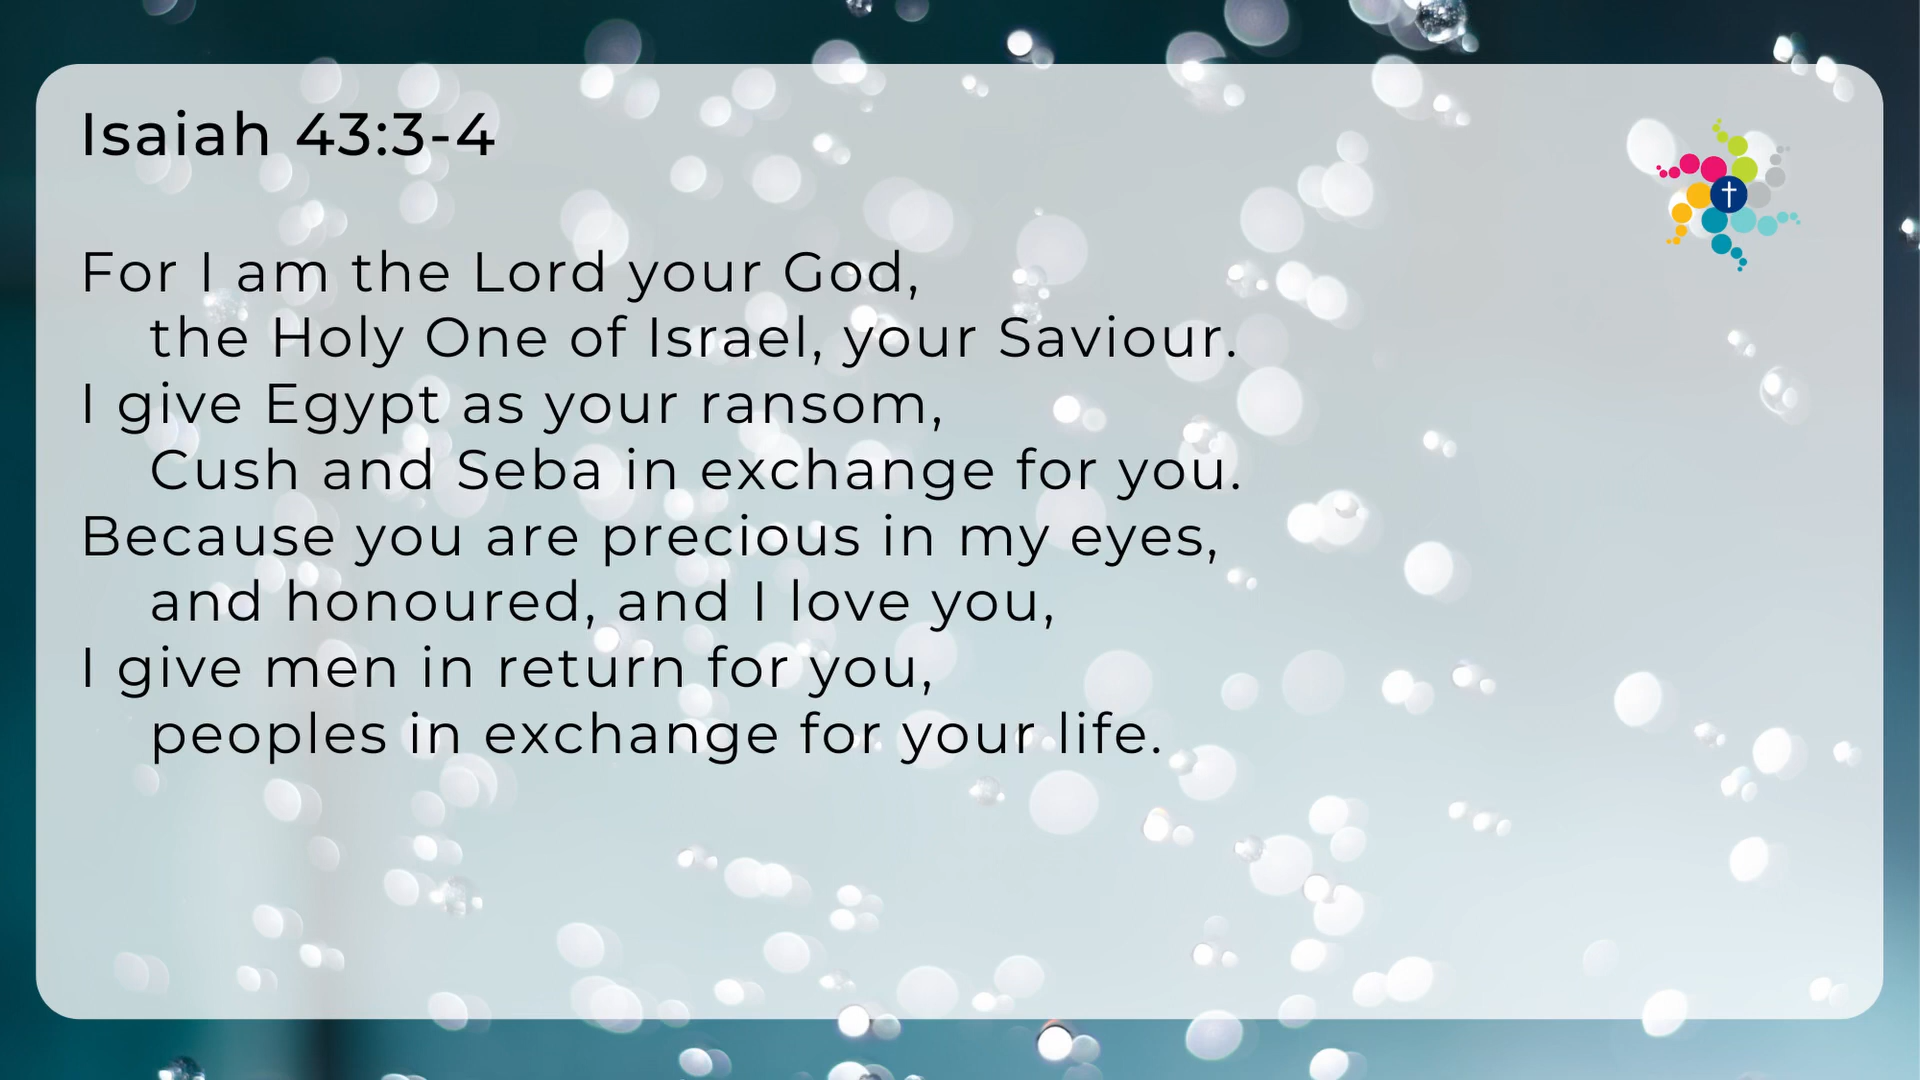 Isaiah 43:3-4
For I am the Lord your God,
the Holy One of Israel, your Saviour.
I give Egypt as your ransom,
Cush and Seba in exchange for you.
Because you are precious in my eyes,
and honoured, and I love you,
I give men in return for you,
peoples in exchange for your life.